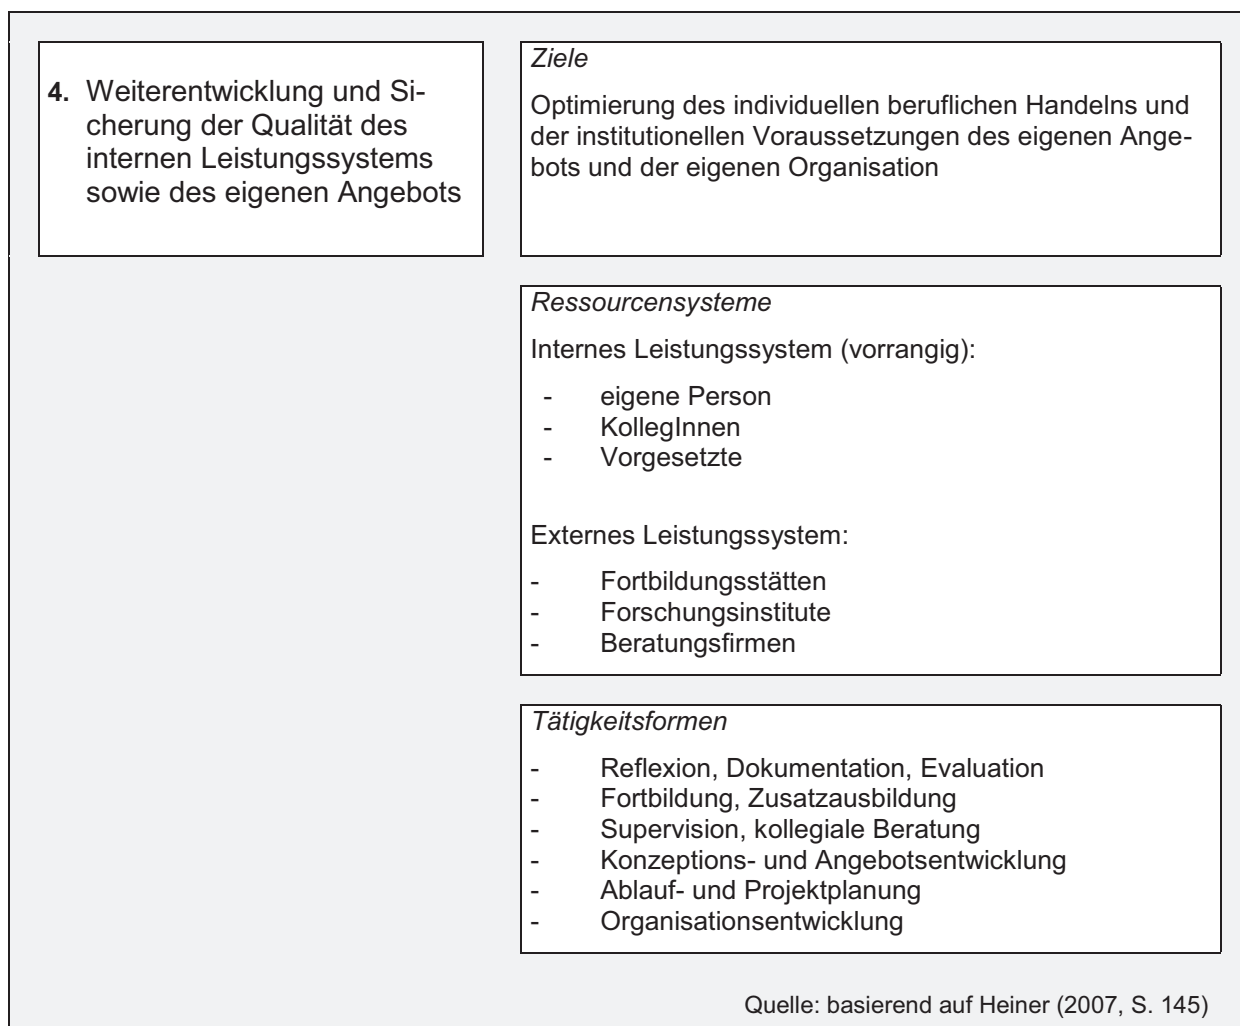 4. Weiterentwicklung und Si-
cherung der Qualität des
internen Leistungssystems
sowie des eigenen Angebots
Ziele
Optimierung des individuellen beruflichen Handelns und
der institutionellen Voraussetzungen des eigenen Ange-
bots und der eigenen Organisation
Ressourcensysteme
Internes Leistungssystem (vorrangig):
- eigene Person
- KollegInnen
- Vorgesetzte
Externes Leistungssystem:
- Fortbildungsstätten
- Forschungsinstitute
- Beratungsfirmen
Tätigkeitsformen
- Reflexion, Dokumentation, Evaluation
- Fortbildung, Zusatzausbildung
- Supervision, kollegiale Beratung
- Konzeptions- und Angebotsentwicklung
- Ablauf- und Projektplanung
- Organisationsentwicklung
Quelle: basierend auf Heiner (2007, S. 145)